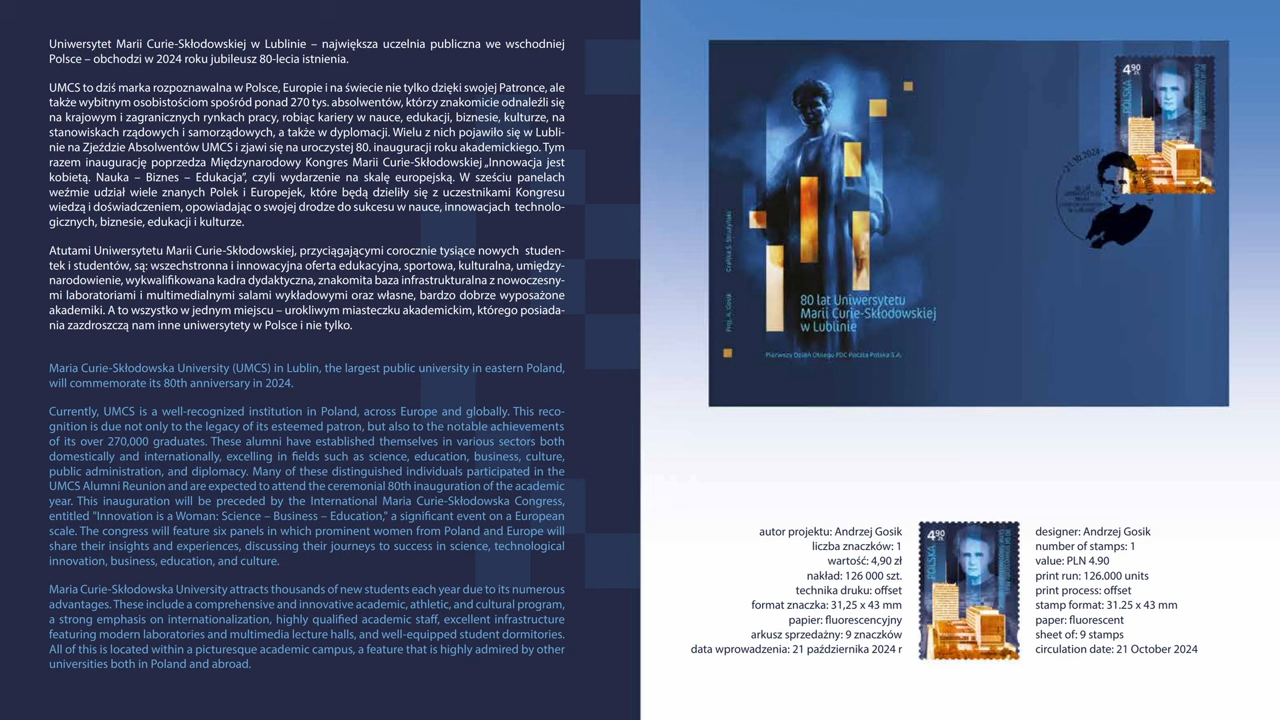 Uniwersytet Marii Curie-Skłodowskiej w Lublinie – największa uczelnia publiczna we wschodniej
Polsce – obchodzi w 2024 roku jubileusz 80-lecia istnienia.
UMCS to dziś marka rozpoznawalna w Polsce, Europie i na świecie nie tylko dzięki swojej Patronce, ale
także wybitnym osobistościom spośród ponad 270 tys. absolwentów, którzy znakomicie odnaleźli się
na krajowym i zagranicznych rynkach pracy, robiąc kariery w nauce, edukacji, biznesie, kulturze, na
stanowiskach rządowych i samorządowych, a także w dyplomacji. Wielu z nich pojawiło się w Lubli-
nie na Zjeździe Absolwentów UMCS i zjawi się na uroczystej 80. inauguracji roku akademickiego. Tym
razem inaugurację poprzedza Międzynarodowy Kongres Marii Curie-Skłodowskiej „Innowacja jest
kobietą. Nauka – Biznes – Edukacja”, czyli wydarzenie na skalę europejską. W sześciu panelach
weźmie udział wiele znanych Polek i Europejek, które będą dzieliły się z uczestnikami Kongresu
wiedzą i doświadczeniem, opowiadając o swojej drodze do sukcesu w nauce, innowacjach technolo-
gicznych, biznesie, edukacji i kulturze.
Atutami Uniwersytetu Marii Curie-Skłodowskiej, przyciągającymi corocznie tysiące nowych studen-
tek i studentów, są: wszechstronna i innowacyjna oferta edukacyjna, sportowa, kulturalna, umiędzy-
narodowienie, wykwalifikowana kadra dydaktyczna, znakomita baza infrastrukturalna z nowoczesny-
mi laboratoriami i multimedialnymi salami wykładowymi oraz własne, bardzo dobrze wyposażone
akademiki. A to wszystko w jednym miejscu – urokliwym miasteczku akademickim, którego posiada-
nia zazdroszczą nam inne uniwersytety w Polsce i nie tylko.
Maria Curie-Skłodowska University (UMCS) in Lublin, the largest public university in eastern Poland,
will commemorate its 80th anniversary in 2024.
Currently, UMCS is a well-recognized institution in Poland, across Europe and globally. This reco-
gnition is due not only to the legacy of its esteemed patron, but also to the notable achievements
of its over 270,000 graduates. These alumni have established themselves in various sectors both
domestically and internationally, excelling in fields such as science, education, business, culture,
public administration, and diplomacy. Many of these distinguished individuals participated in the
UMCS Alumni Reunion and are expected to attend the ceremonial 80th inauguration of the academic
year. This inauguration will be preceded by the International Maria Curie-Skłodowska Congress,
entitled "Innovation is a Woman: Science – Business – Education," a significant event on a European
scale. The congress will feature six panels in which prominent women from Poland and Europe will
share their insights and experiences, discussing their journeys to success in science, technological
innovation, business, education, and culture.
Maria Curie-Skłodowska University attracts thousands of new students each year due to its numerous
advantages. These include a comprehensive and innovative academic, athletic, and cultural program,
a strong emphasis on internationalization, highly qualified academic staff, excellent infrastructure
featuring modern laboratories and multimedia lecture halls, and well-equipped student dormitories.
All of this is located within a picturesque academic campus, a feature that is highly admired by other
universities both in Poland and abroad.
4⁹⁰
zł
POLSKA
21.10.2024
Proj. A. Gosik
80 lat Uniwersytetu
Marii Curie-Skłodowskiej
w Lublinie
Pierwszy Dzień Obiegu FDC Poczta Polska S.A.
autor projektu: Andrzej Gosik
liczba znaczków: 1
wartość: 4,90 zł
nakład: 126 000 szt.
technika druku: offset
format znaczka: 31,25 x 43 mm
papier: fluorescencyjny
arkusz sprzedażny: 9 znaczków
data wprowadzenia: 21 października 2024 r
4⁹⁰
zł
POLSKA
designer: Andrzej Gosik
number of stamps: 1
value: PLN 4.90
print run: 126.000 units
print process: offset
stamp format: 31.25 x 43 mm
paper: fluorescent
sheet of: 9 stamps
circulation date: 21 October 2024